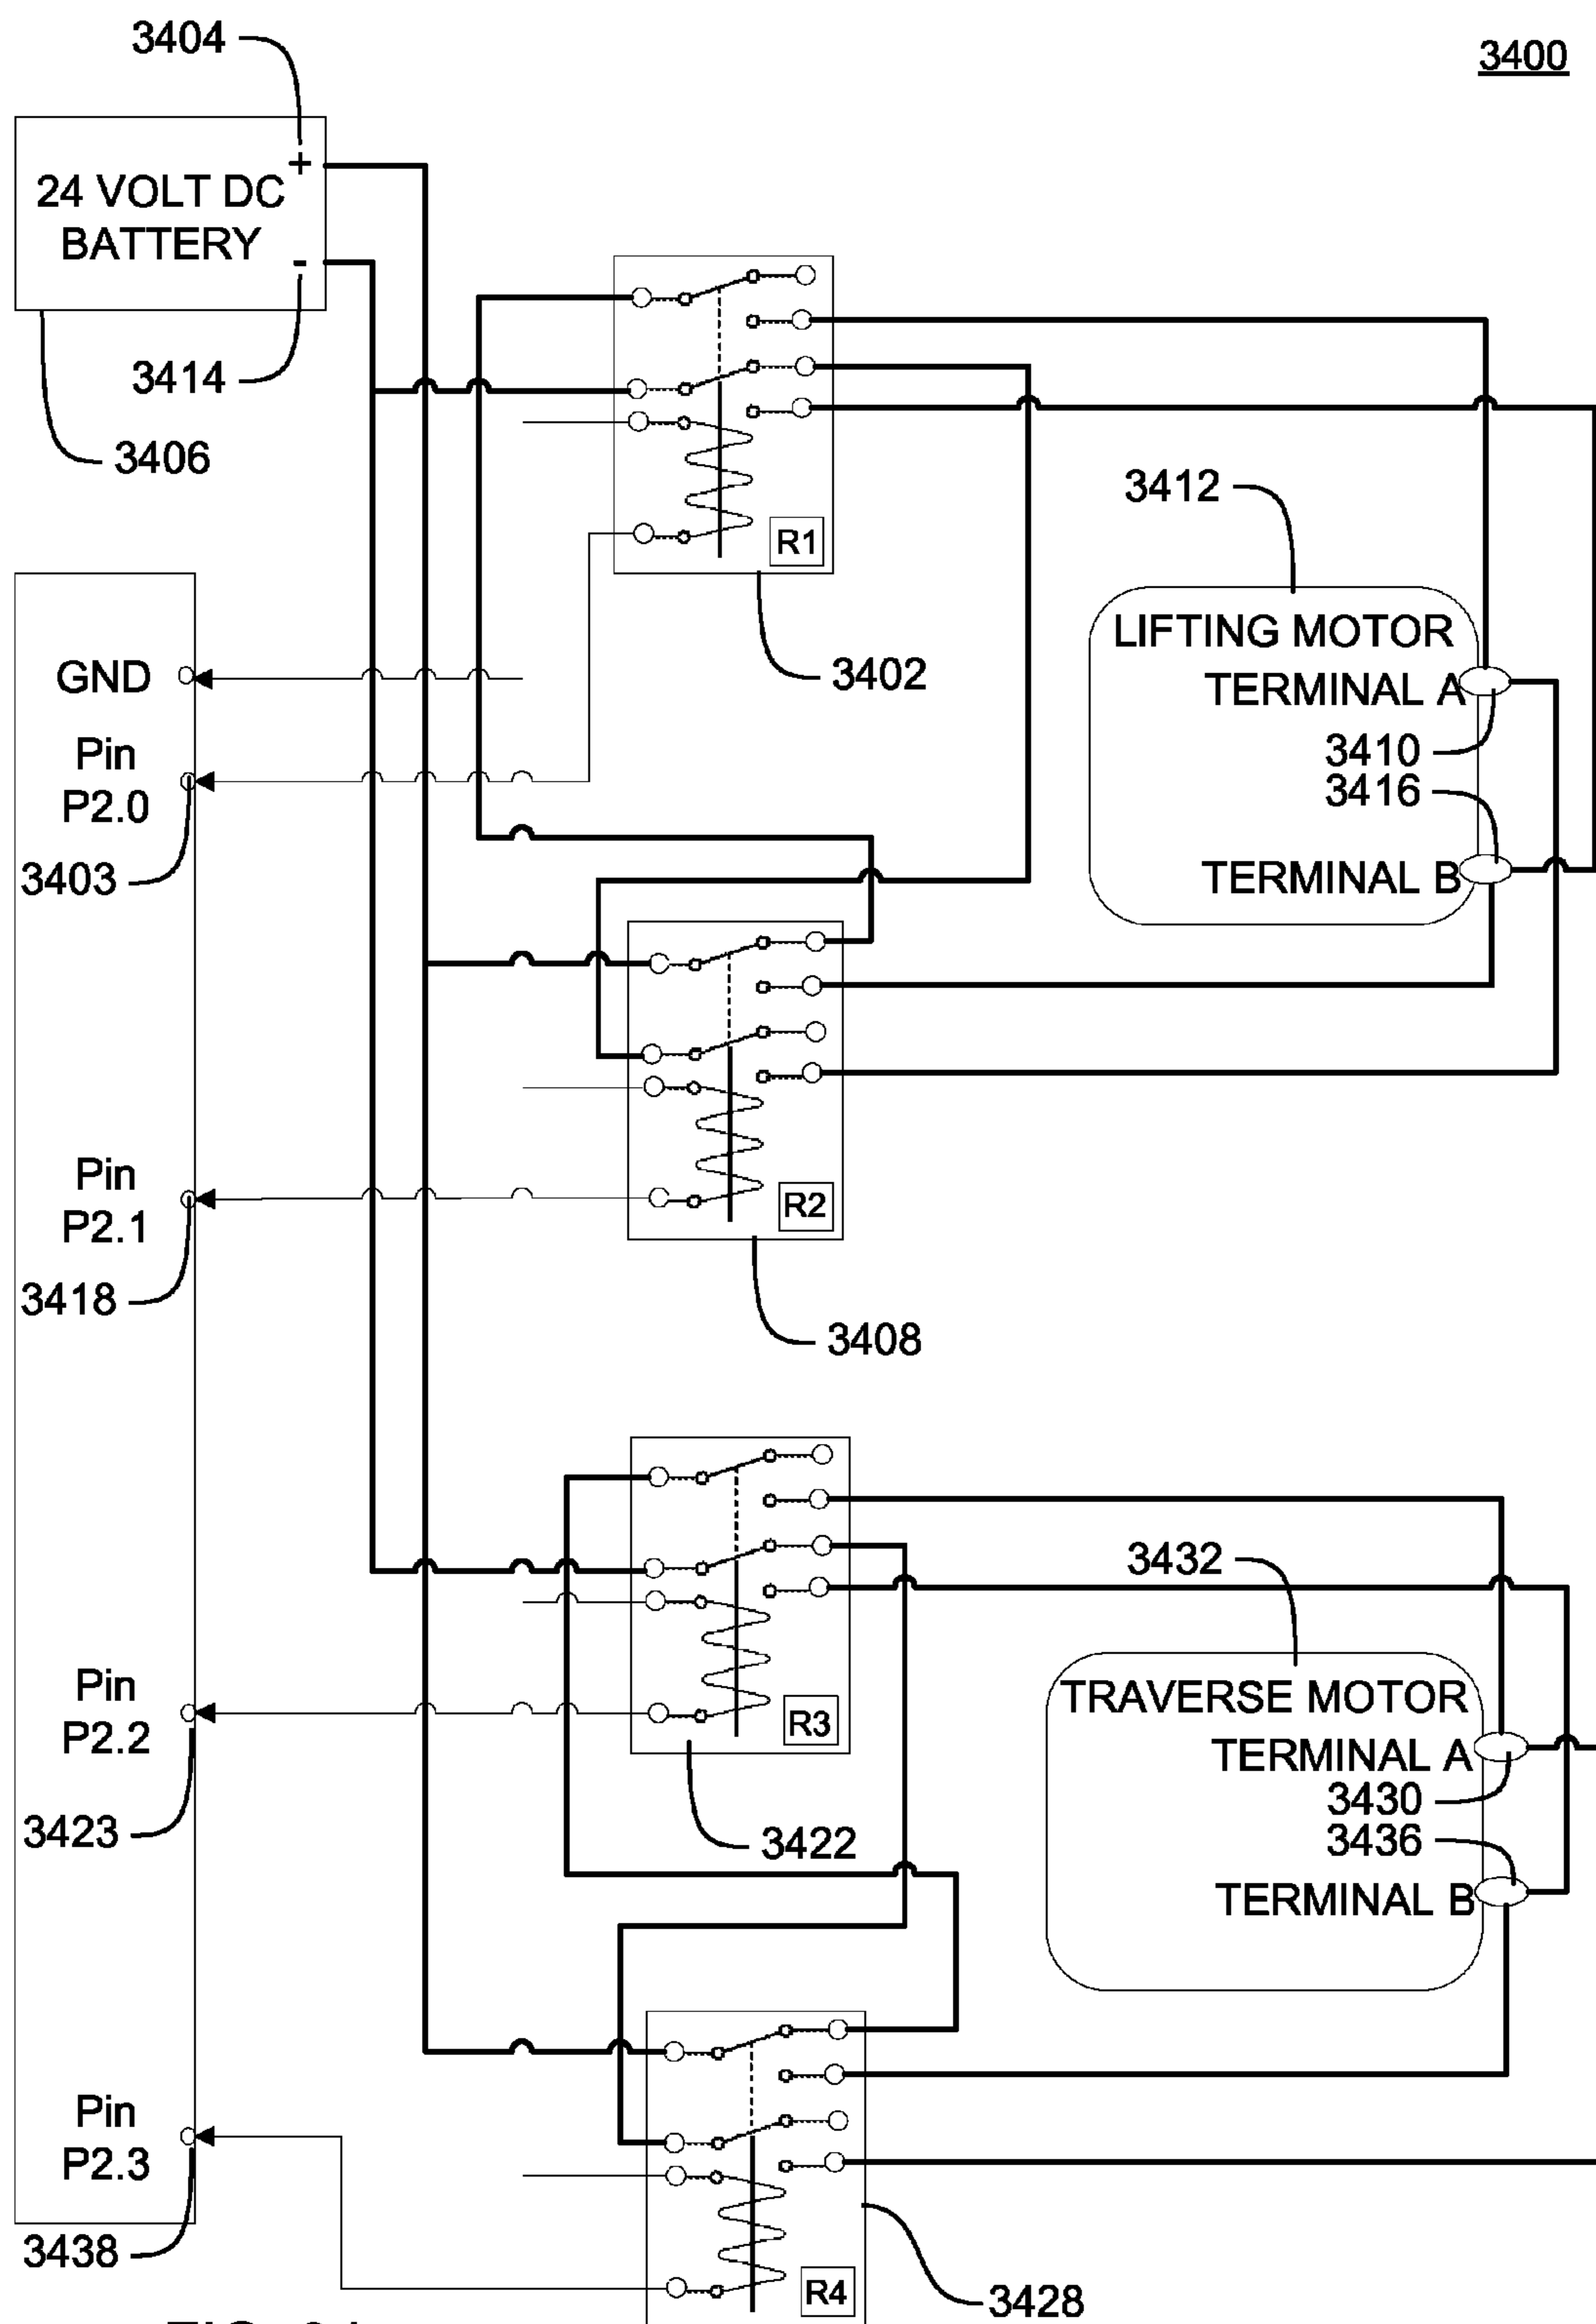 3404
3400
+
24 VOLT DC
BATTERY
-
3414
3406
R1
3402
3412
LIFTING MOTOR
TERMINAL A
3410
3416
TERMINAL B
GND
Pin
P2.0
3403
Pin
P2.1
3418
R2
3408
3432
TRAVERSE MOTOR
TERMINAL A
3430
3436
TERMINAL B
R3
3422
Pin
P2.2
3423
Pin
P2.3
3438
R4
3428